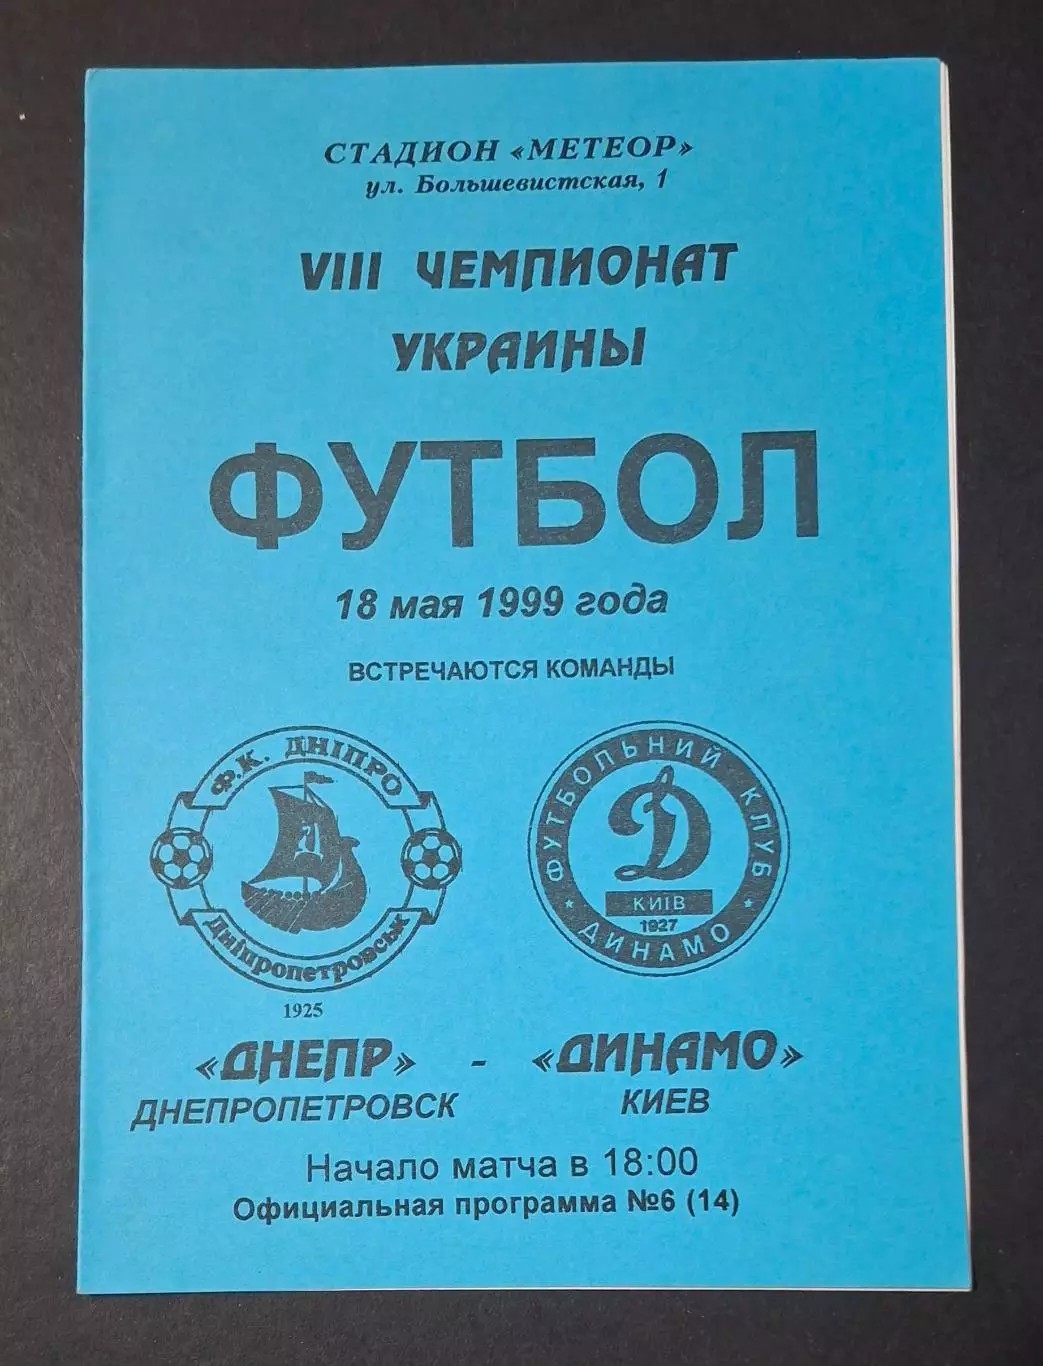 СТАДИОН «МЕТЕОР»
ул. Большевистская, 1
VIII ЧЕМПИОНАТ
УКРАИНЫ
ФУТБОЛ
18 мая 1999 года
ВСТРЕЧАЮТСЯ КОМАНДЫ
Ф.К. ДНІПРО
Дніпропетровськ
1925
ФУТБОЛЬНИЙ КЛУБ
Д
КИЇВ
1927
* ДИНАМО *
«ДНЕПР» - «ДИНАМО»
ДНЕПРОПЕТРОВСК КИЕВ
Начало матча в 18:00
Официальная программа №6 (14)